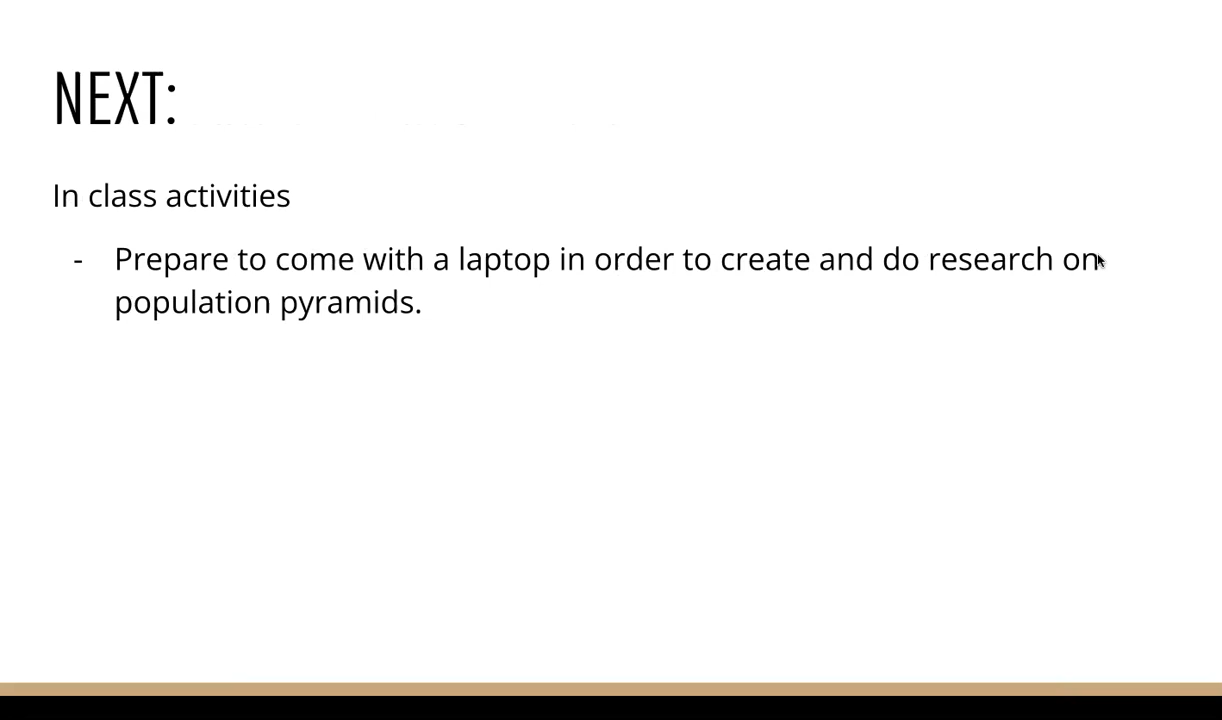 NEXT:
In class activities
- Prepare to come with a laptop in order to create and do research on
population pyramids.